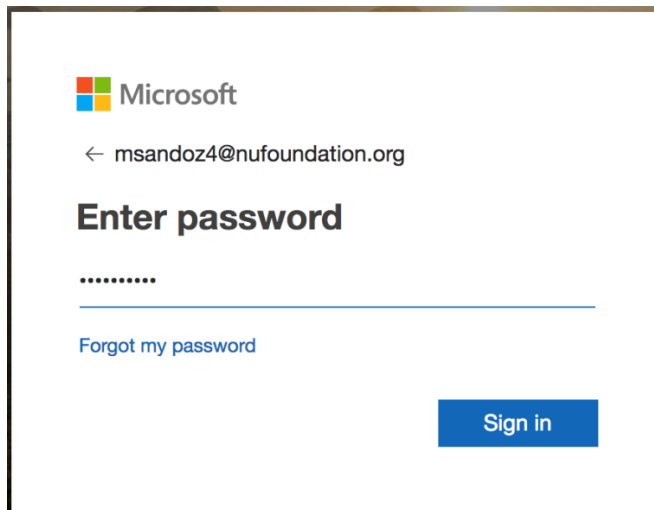 Microsoft
← msandoz4@nufoundation.org
Enter password
••••••••••
Forgot my password
Sign in